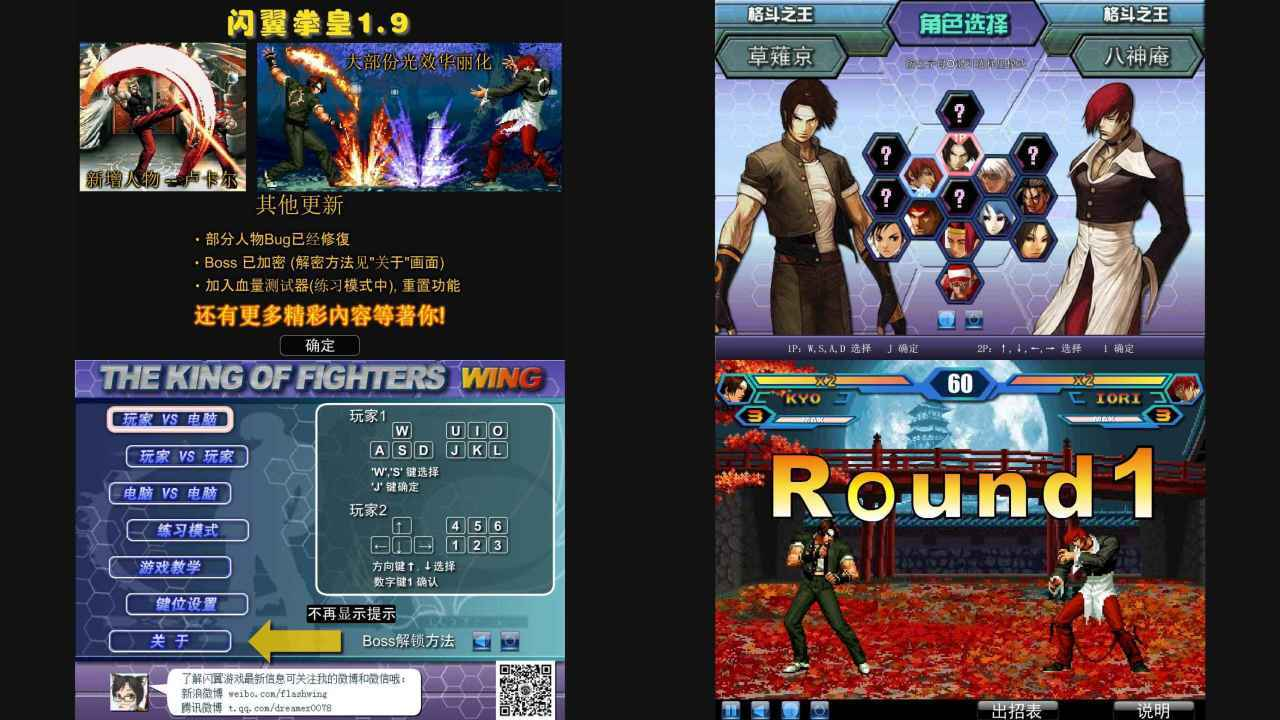 闪翼拳皇1.9
大部份光效华丽化
新增人物－卢卡尔
其他更新
· 部分人物Bug已经修復
· Boss 已加密 (解密方法见"关于"画面)
· 加入血量测试器(练习模式中), 重置功能
还有更多精彩内容等著你!
确定
格斗之王
角色选择
格斗之王
草薙京
八神庵
?
1P
?
?
?
?
1P: W,S,A,D 选择 J 确定
2P: ↑,↓,←,→ 选择 1 确定
THE KING OF FIGHTERS WING
玩家 VS 电脑
玩家 VS 玩家
电脑 VS 电脑
练习模式
游戏教学
键位设置
关于
玩家1
W U I O
A S D J K L
'W','S' 键选择
'J' 键确定
玩家2
↑ 4 5 6
← ↓ → 1 2 3
方向键↑.↓选择
数字键1 确认
不再显示提示
Boss解锁方法
了解闪翼游戏最新信息可关注我的微博和微信哦:
新浪微博 weibo.com/flashwing
腾讯微博 t.qq.com/dreamer0078
X2
60
X2
KYO
IORI
3
MAX
MAX
3
Round1
出招表
说明